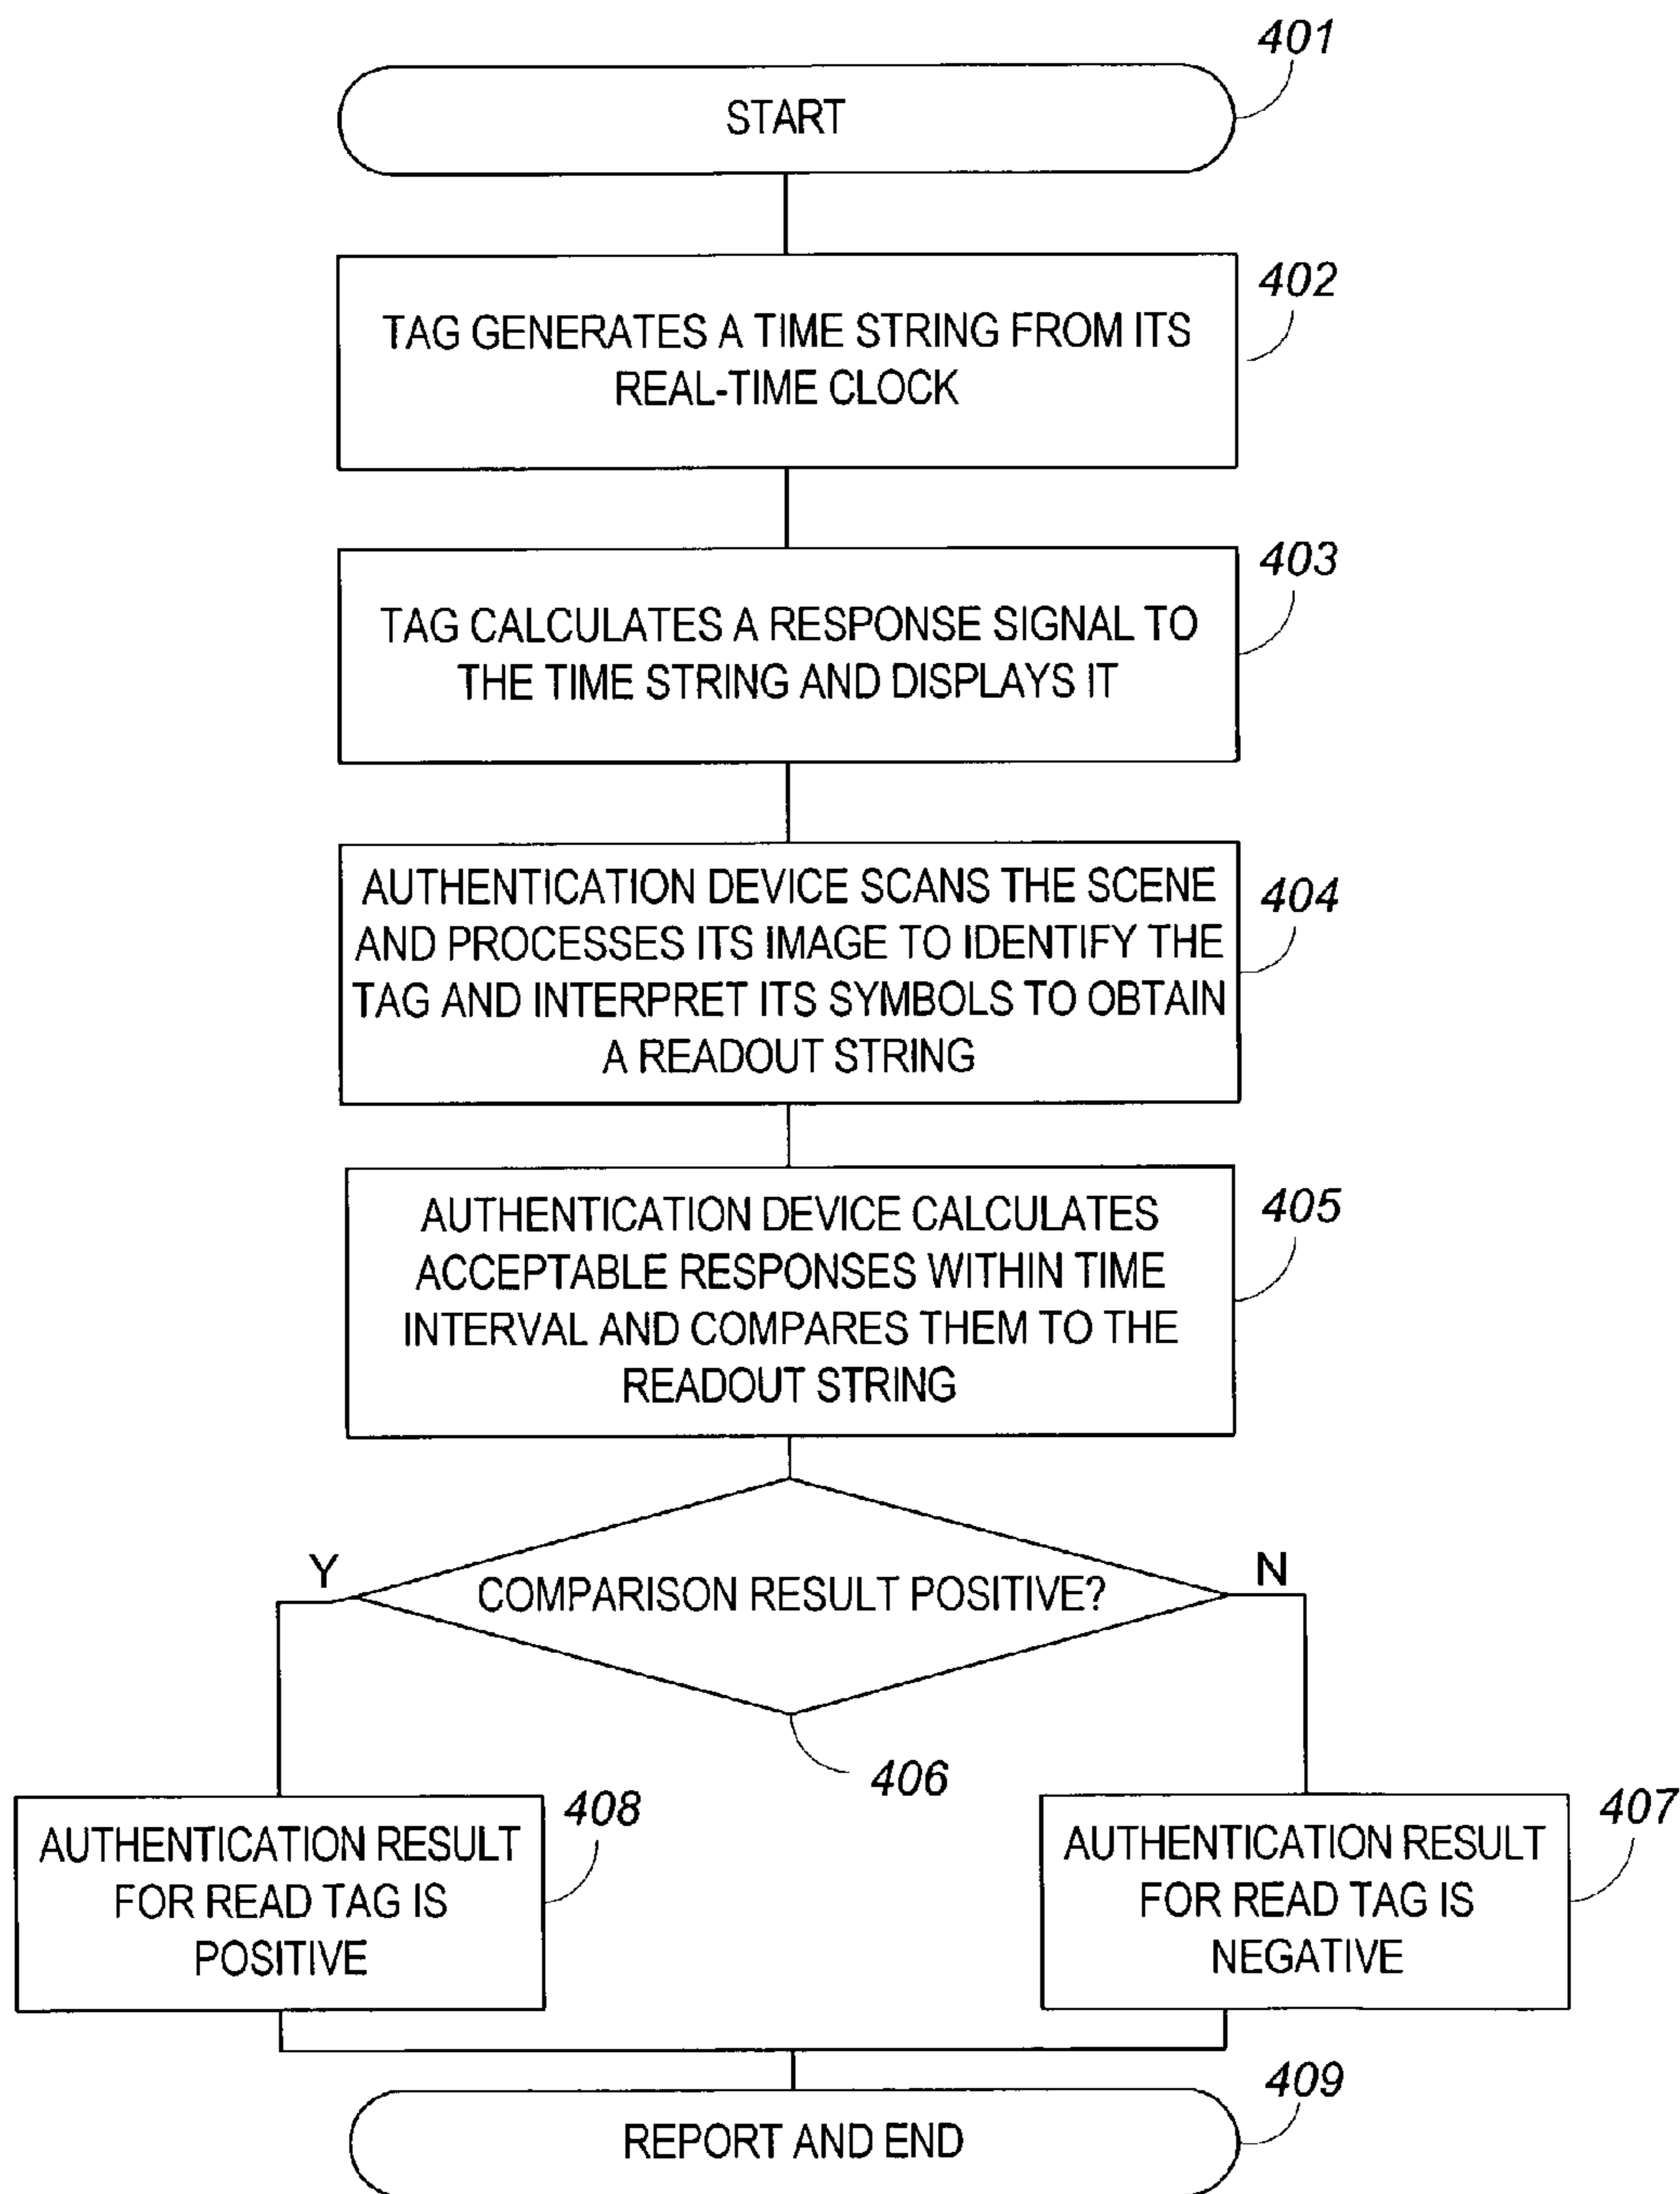 401
START
402
TAG GENERATES A TIME STRING FROM ITS
REAL-TIME CLOCK
403
TAG CALCULATES A RESPONSE SIGNAL TO
THE TIME STRING AND DISPLAYS IT
404
AUTHENTICATION DEVICE SCANS THE SCENE
AND PROCESSES ITS IMAGE TO IDENTIFY THE
TAG AND INTERPRET ITS SYMBOLS TO OBTAIN
A READOUT STRING
405
AUTHENTICATION DEVICE CALCULATES
ACCEPTABLE RESPONSES WITHIN TIME
INTERVAL AND COMPARES THEM TO THE
READOUT STRING
Y
N
COMPARISON RESULT POSITIVE?
406
408
AUTHENTICATION RESULT
FOR READ TAG IS
POSITIVE
407
AUTHENTICATION RESULT
FOR READ TAG IS
NEGATIVE
409
REPORT AND END